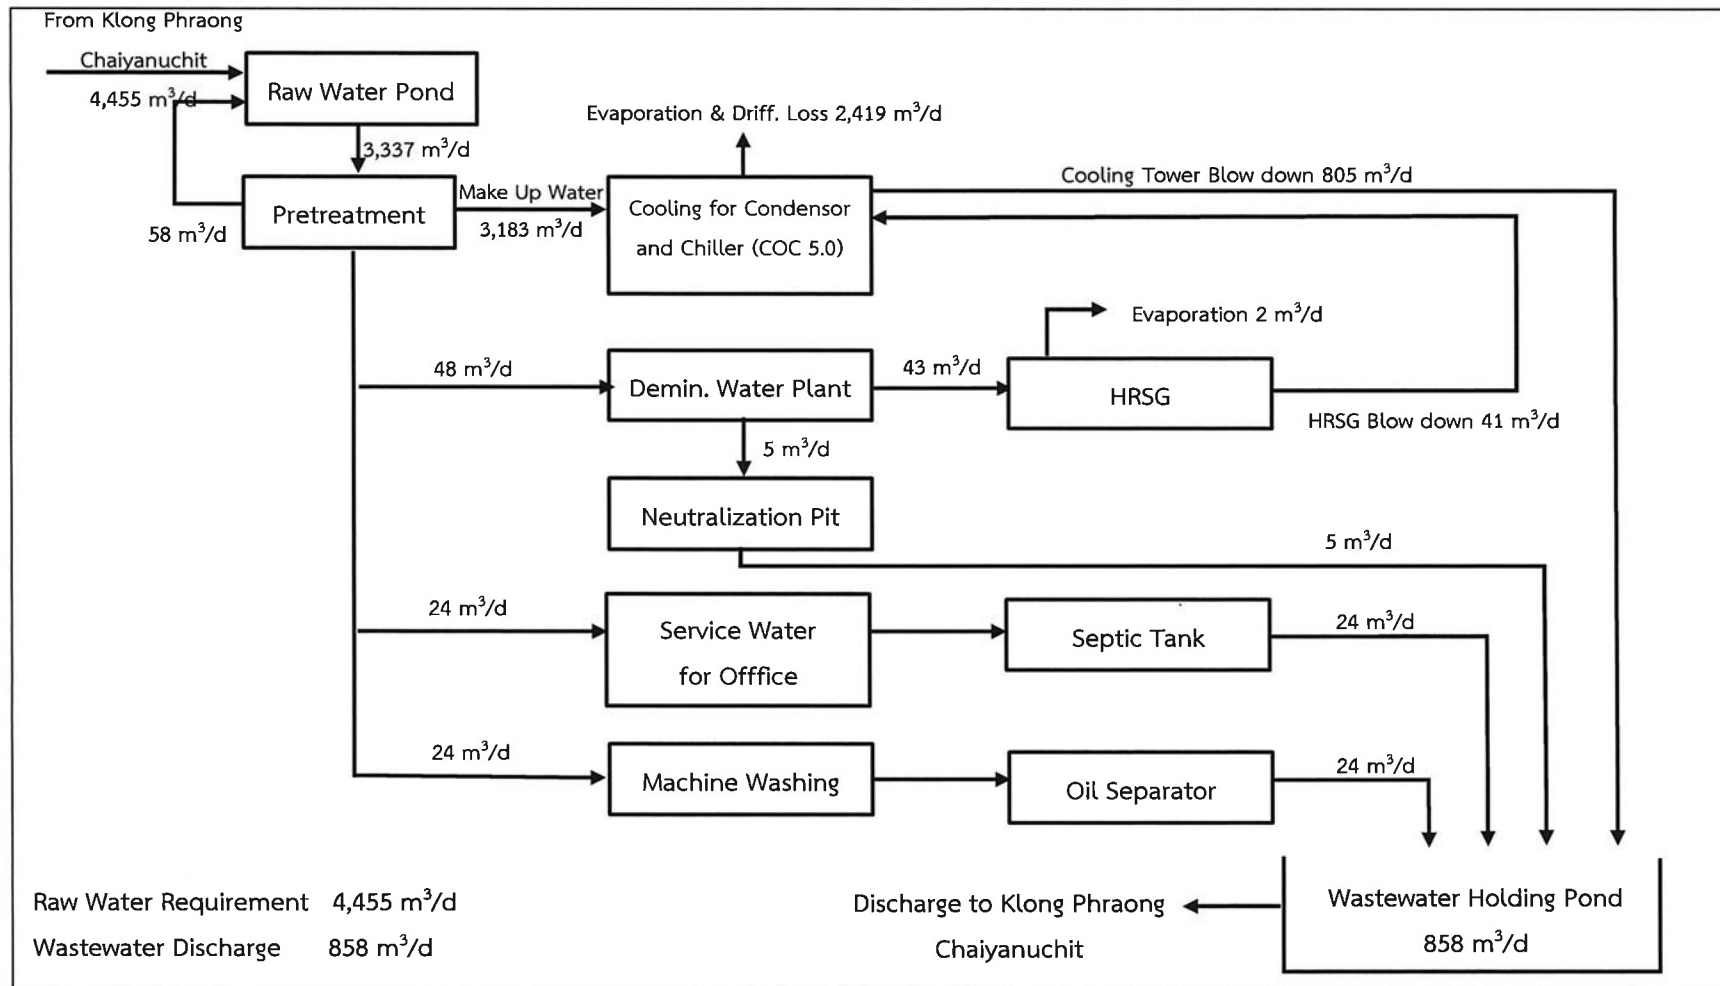 From Klong Phraong
Chaiyanuchit
4,455 m³/d
Raw Water Pond
3,337 m³/d
Evaporation & Driff. Loss 2,419 m³/d
Pretreatment
58 m³/d
Make Up Water
3,183 m³/d
Cooling for Condensor
and Chiller (COC 5.0)
Cooling Tower Blow down 805 m³/d
48 m³/d
Demin. Water Plant
43 m³/d
Evaporation 2 m³/d
HRSG
HRSG Blow down 41 m³/d
5 m³/d
Neutralization Pit
5 m³/d
24 m³/d
Service Water
for Offfice
Septic Tank
24 m³/d
24 m³/d
Machine Washing
Oil Separator
24 m³/d
Raw Water Requirement 4,455 m³/d
Wastewater Discharge 858 m³/d
Discharge to Klong Phraong
Chaiyanuchit
Wastewater Holding Pond
858 m³/d